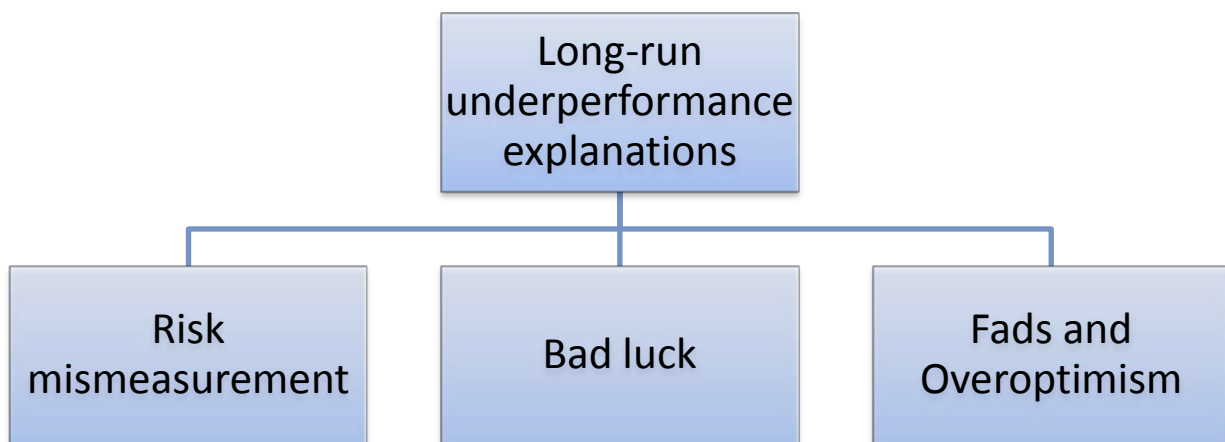 Long-run
underperformance
explanations
Risk
mismeasurement
Bad luck
Fads and
Overoptimism